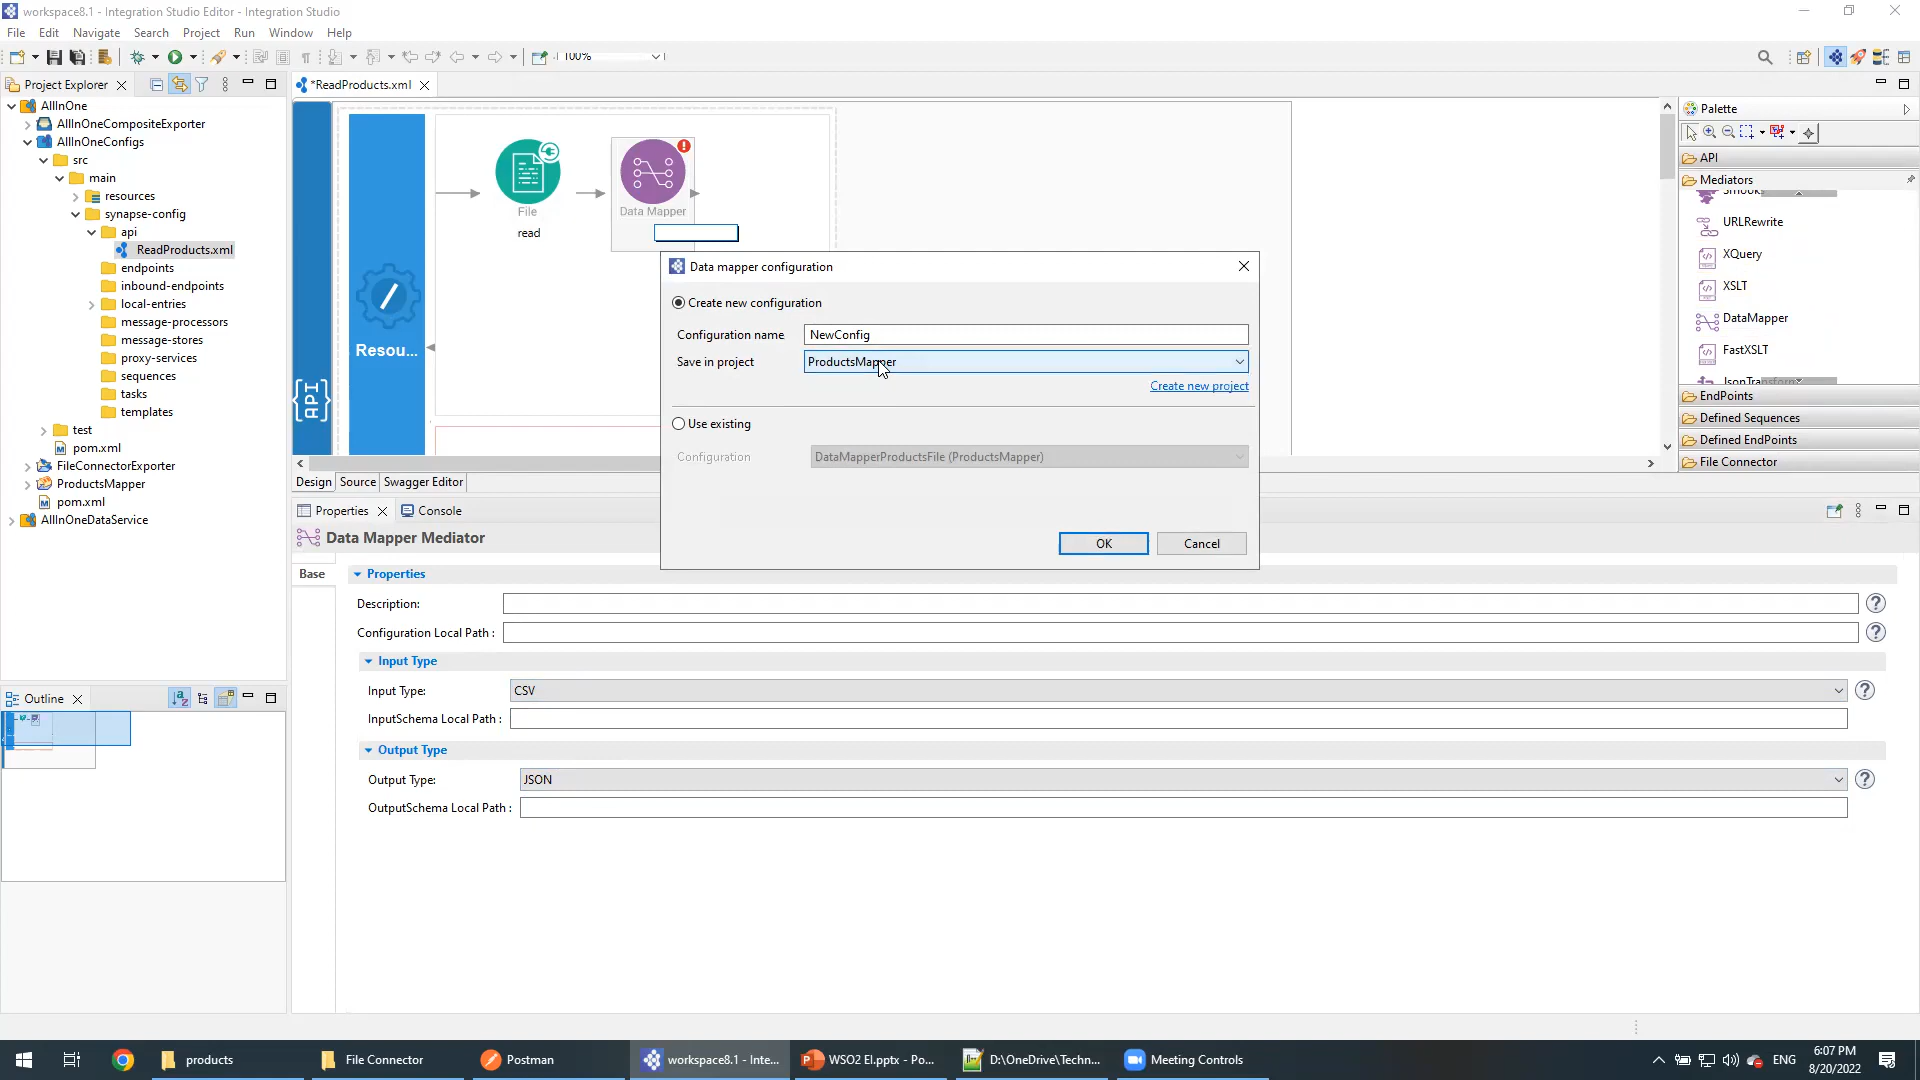 workspace8.1 - Integration Studio Editor - Integration Studio
File Edit Navigate Search Project Run Window Help
100%
Project Explorer
*ReadProducts.xml
AllInOne
AllInOneCompositeExporter
AllInOneConfigs
src
main
resources
synapse-config
api
ReadProducts.xml
endpoints
inbound-endpoints
local-entries
message-processors
message-stores
proxy-services
sequences
tasks
templates
test
pom.xml
FileConnectorExporter
ProductsMapper
pom.xml
AllInOneDataService
Outline
{API}
Resou...
File
read
Data Mapper
Design Source Swagger Editor
Palette
API
Mediators
URLRewrite
XQuery
XSLT
DataMapper
FastXSLT
EndPoints
Defined Sequences
Defined EndPoints
File Connector
Data mapper configuration
Create new configuration
Configuration name NewConfig
Save in project ProductsMapper
Create new project
Use existing
Configuration DataMapperProductsFile (ProductsMapper)
OK Cancel
Properties Console
Data Mapper Mediator
Base
Properties
Description:
Configuration Local Path :
Input Type
Input Type: CSV
InputSchema Local Path :
Output Type
Output Type: JSON
OutputSchema Local Path :
products
File Connector
Postman
workspace8.1 - Inte...
WSO2 EI.pptx - Po...
D:\OneDrive\Techn...
Meeting Controls
ENG
6:07 PM
8/20/2022